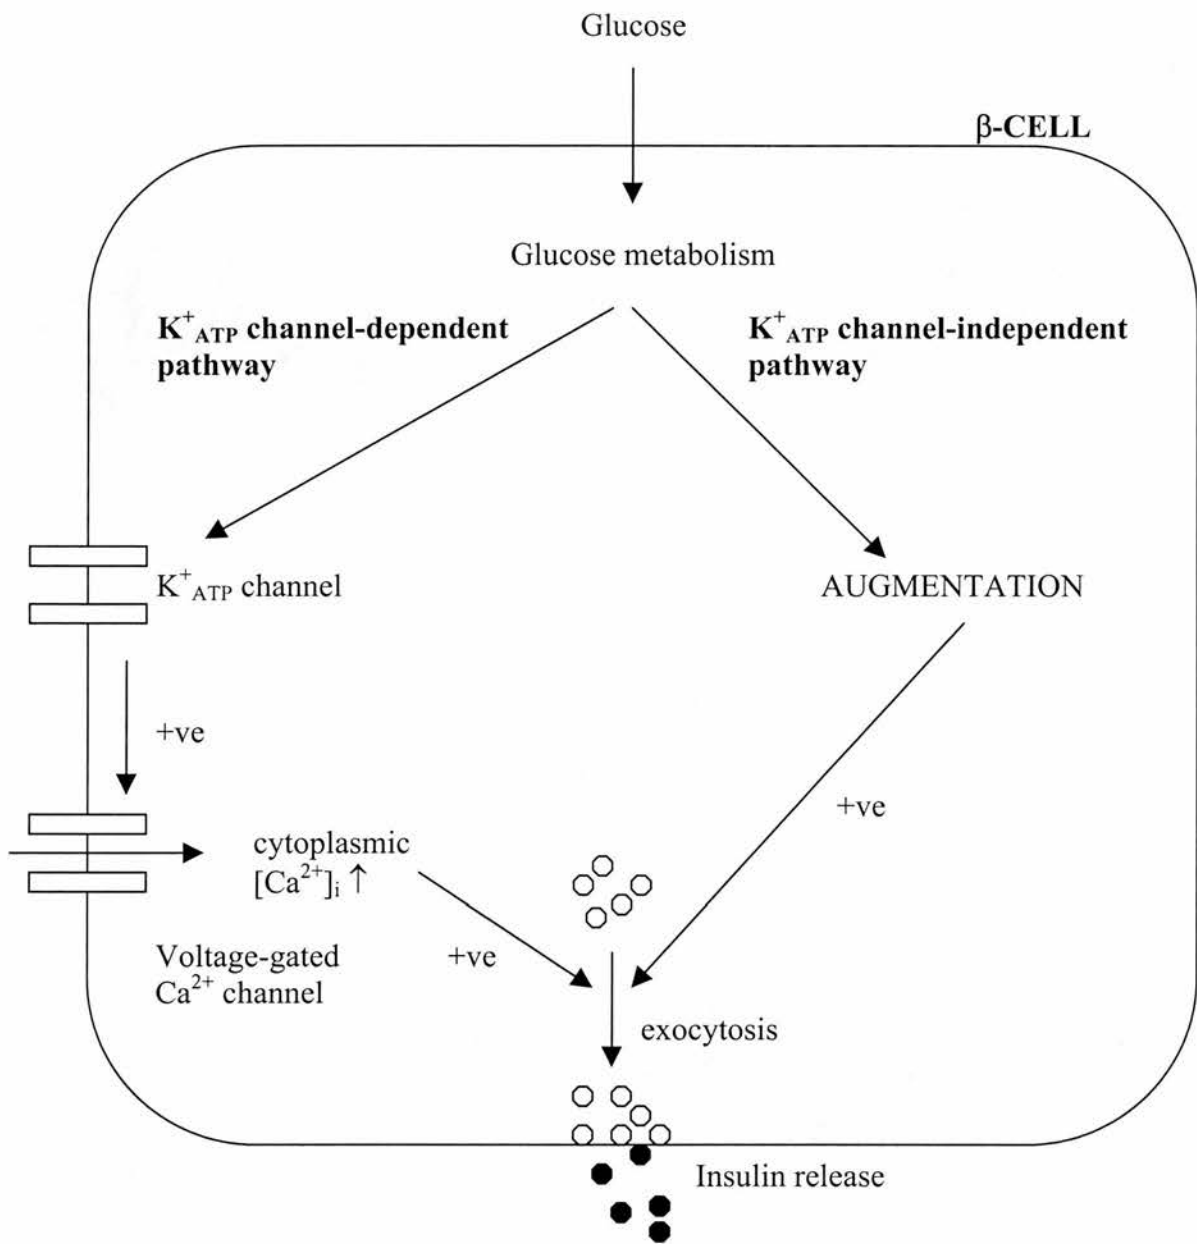 Glucose
β-CELL
Glucose metabolism
K⁺ATP channel-dependent
pathway
K⁺ATP channel-independent
pathway
K⁺ATP channel
AUGMENTATION
+ve
+ve
cytoplasmic
[Ca²⁺]ᵢ ↑
Voltage-gated
Ca²⁺ channel
+ve
exocytosis
Insulin release